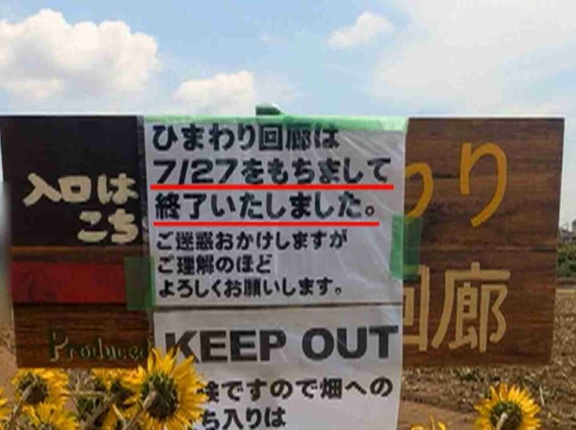 ひまわり回廊は
7/27をもちまして
終了いたしました。
ご迷惑おかけしますが
ご理解のほど
よろしくお願いします。
KEEP OUT
険ですので畑への
ち入りは
入口は
こち
わり
回廊
Produced